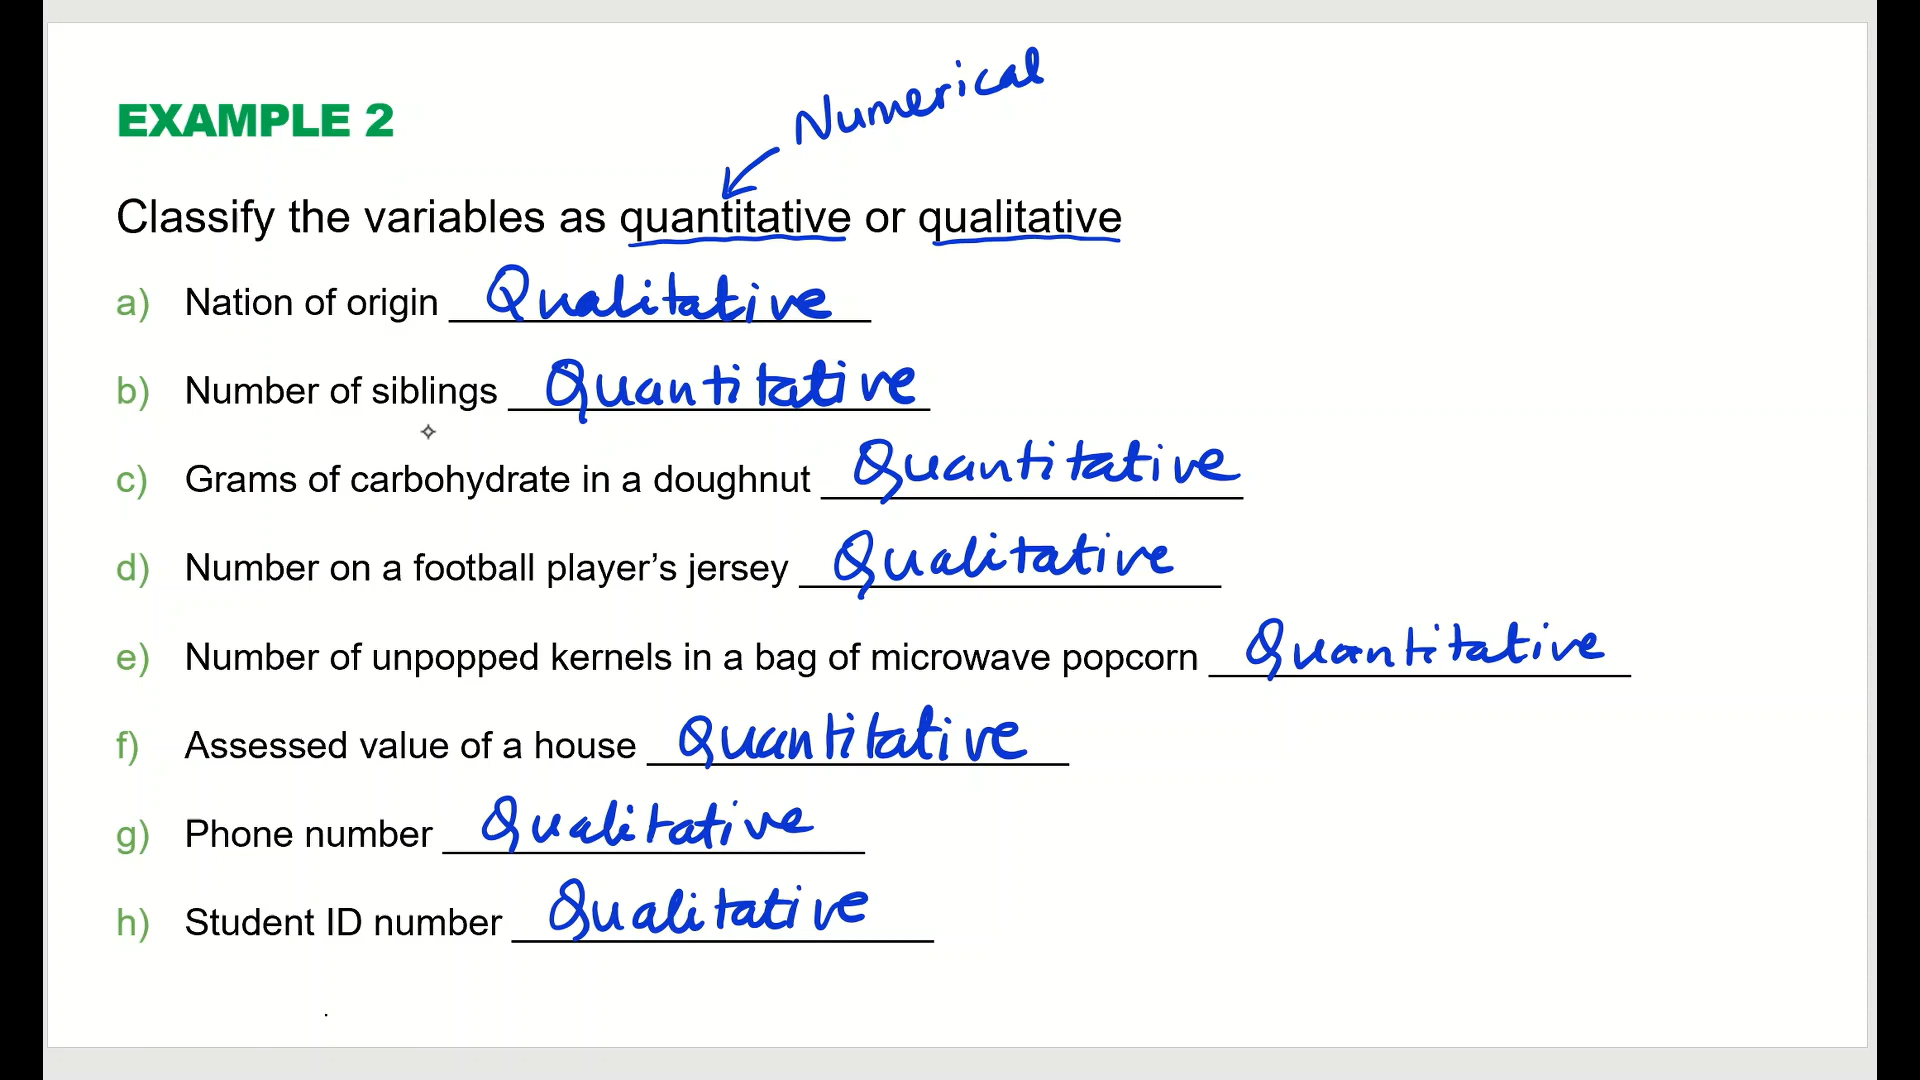 Numerical
EXAMPLE 2
Classify the variables as quantitative or qualitative
a) Nation of origin Qualitative
b) Number of siblings Quantitative
c) Grams of carbohydrate in a doughnut Quantitative
d) Number on a football player’s jersey Qualitative
e) Number of unpopped kernels in a bag of microwave popcorn Quantitative
f) Assessed value of a house Quantitative
g) Phone number Qualitative
h) Student ID number Qualitative